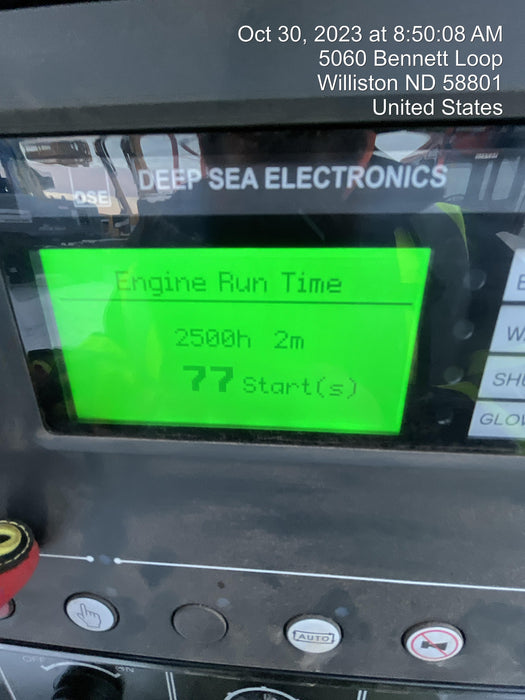 Oct 30, 2023 at 8:50:08 AM
5060 Bennett Loop
Williston ND 58801
United States
DSE
DEEP SEA ELECTRONICS
Engine Run Time
2500h 2m
77 Start(s)
AUTO